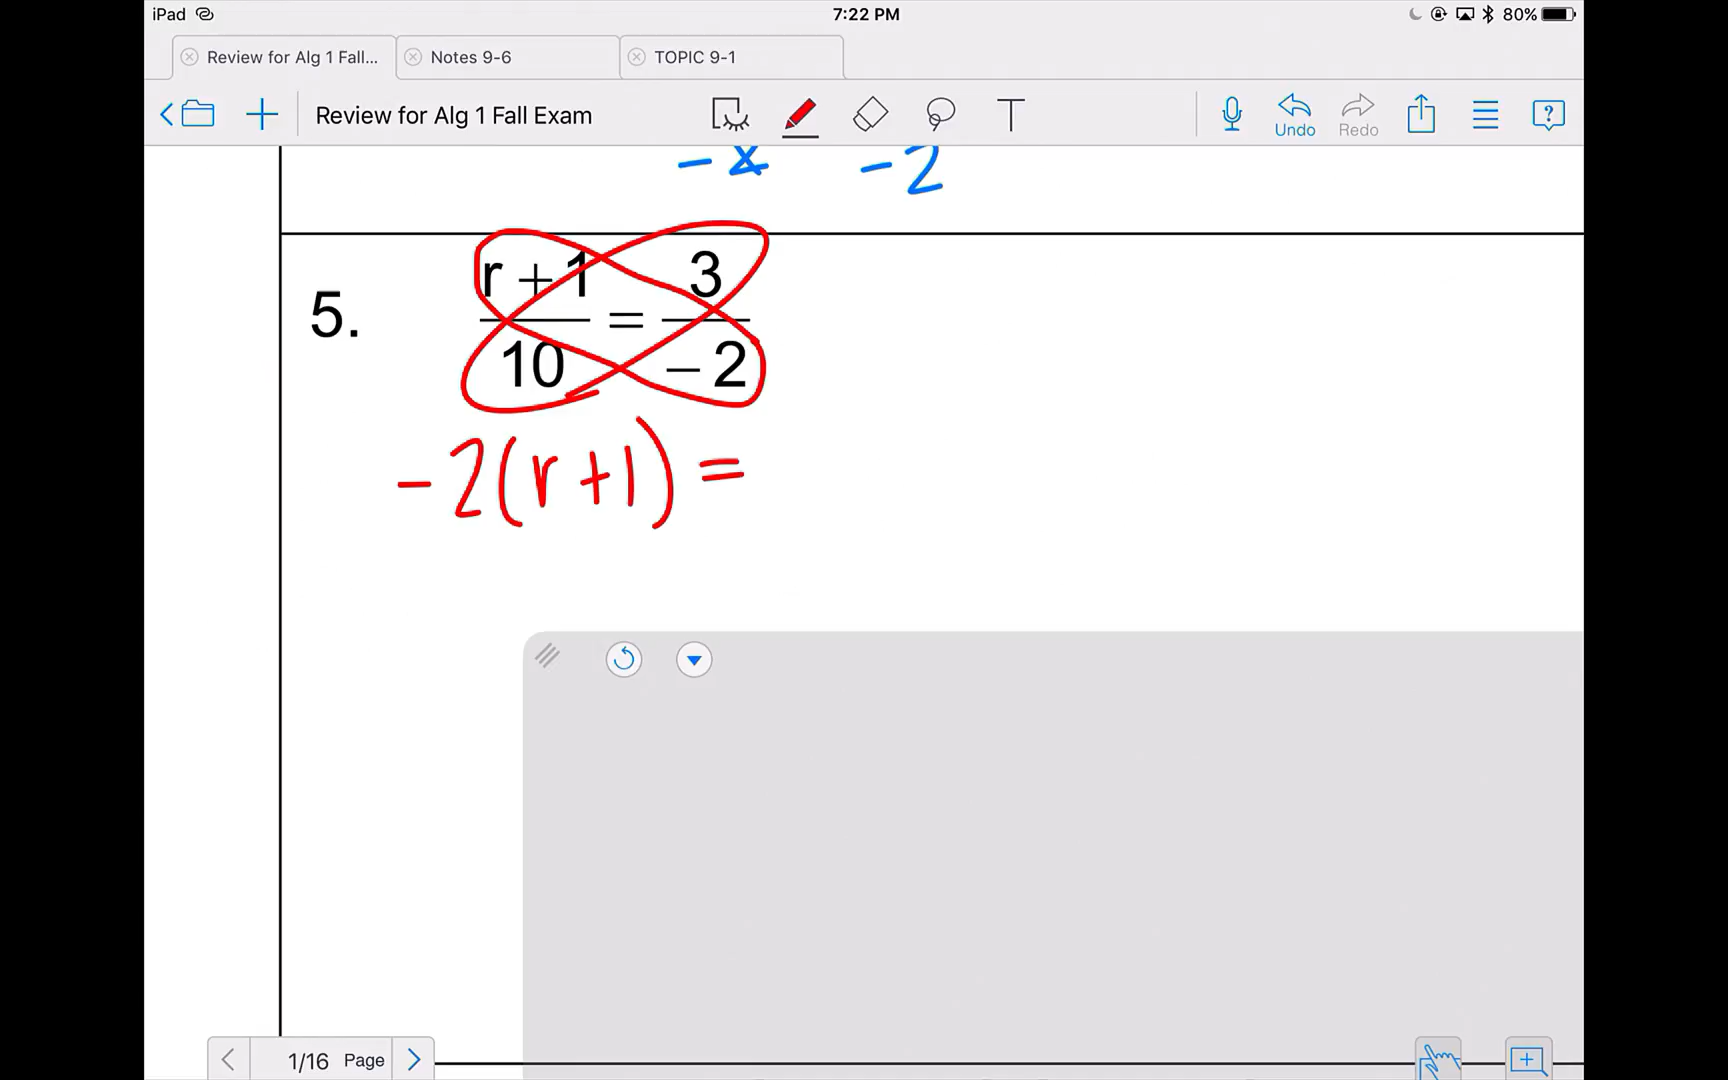 iPad 7:22 PM 80%
Review for Alg 1 Fall... Notes 9-6 TOPIC 9-1
Review for Alg 1 Fall Exam T Undo Redo ?
-2
5. r + 1 / 10 = 3 / - 2
-2(r+1) =
1/16 Page